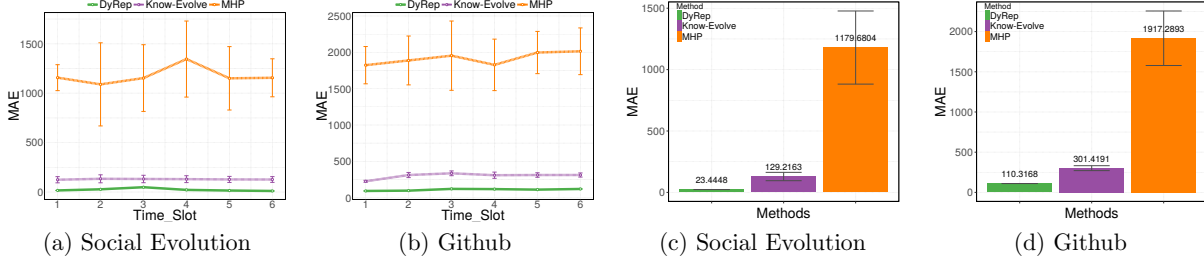 DyRep Know-Evolve MHP
MAE
1500
1000
500
0
1 2 3 4 5 6
Time_Slot
(a) Social Evolution
DyRep Know-Evolve MHP
MAE
2500
2000
1500
1000
500
0
1 2 3 4 5 6
Time_Slot
(b) Github
Method
DyRep
Know-Evolve
MHP
MAE
1500
1000
500
0
23.4448
129.2163
1179.6804
Methods
(c) Social Evolution
Method
DyRep
Know-Evolve
MHP
MAE
2000
1500
1000
500
0
110.3168
301.4191
1917.2893
Methods
(d) Github